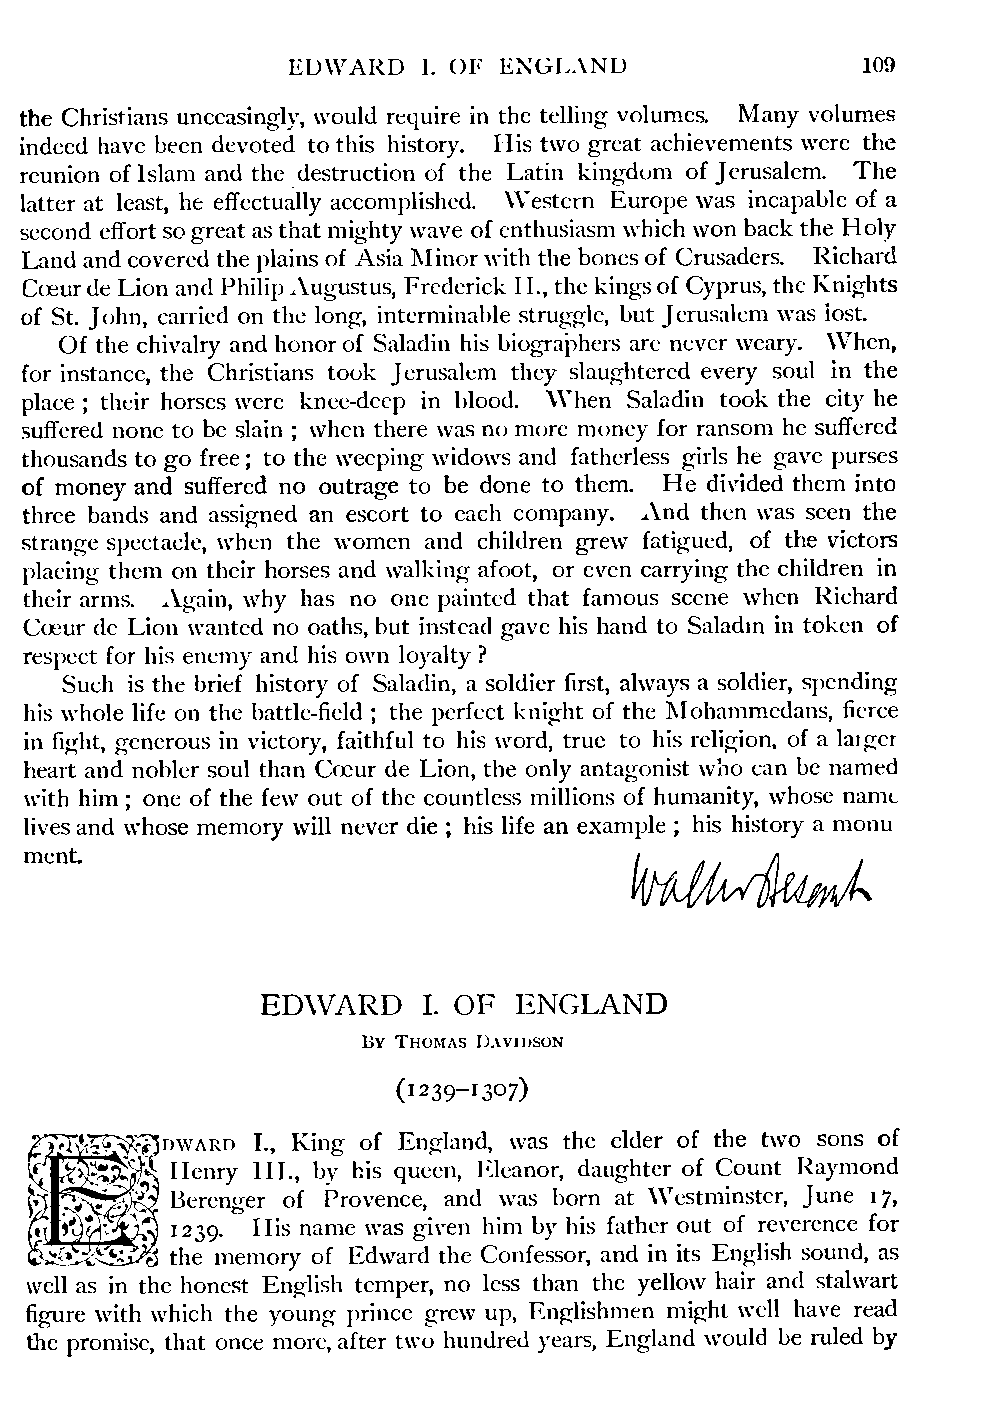 EDWARD I. OF ENGLAND 109
the Christians unceasingly, would require in the telling volumes. Many volumes
indeed have been devoted to this history. His two great achievements were the
reunion of Islam and the destruction of the Latin kingdom of Jerusalem. The
latter at least, he effectually accomplished. Western Europe was incapable of a
second effort so great as that mighty wave of enthusiasm which won back the Holy
Land and covered the plains of Asia Minor with the bones of Crusaders. Richard
Cœur de Lion and Philip Augustus, Frederick II., the kings of Cyprus, the Knights
of St. John, carried on the long, interminable struggle, but Jerusalem was lost.
Of the chivalry and honor of Saladin his biographers are never weary. When,
for instance, the Christians took Jerusalem they slaughtered every soul in the
place ; their horses were knee-deep in blood. When Saladin took the city he
suffered none to be slain ; when there was no more money for ransom he suffered
thousands to go free ; to the weeping widows and fatherless girls he gave purses
of money and suffered no outrage to be done to them. He divided them into
three bands and assigned an escort to each company. And then was seen the
strange spectacle, when the women and children grew fatigued, of the victors
placing them on their horses and walking afoot, or even carrying the children in
their arms. Again, why has no one painted that famous scene when Richard
Cœur de Lion wanted no oaths, but instead gave his hand to Saladin in token of
respect for his enemy and his own loyalty ?
Such is the brief history of Saladin, a soldier first, always a soldier, spending
his whole life on the battle-field ; the perfect knight of the Mohammedans, fierce
in fight, generous in victory, faithful to his word, true to his religion, of a larger
heart and nobler soul than Cœur de Lion, the only antagonist who can be named
with him ; one of the few out of the countless millions of humanity, whose name
lives and whose memory will never die ; his life an example ; his history a monu
ment.
Walter Besant
EDWARD I. OF ENGLAND
BY THOMAS DAVIDSON
(1239–1307)
EDWARD I., King of England, was the elder of the two sons of
Henry III., by his queen, Eleanor, daughter of Count Raymond
Berenger of Provence, and was born at Westminster, June 17,
1239. His name was given him by his father out of reverence for
the memory of Edward the Confessor, and in its English sound, as
well as in the honest English temper, no less than the yellow hair and stalwart
figure with which the young prince grew up, Englishmen might well have read
the promise, that once more, after two hundred years, England would be ruled by